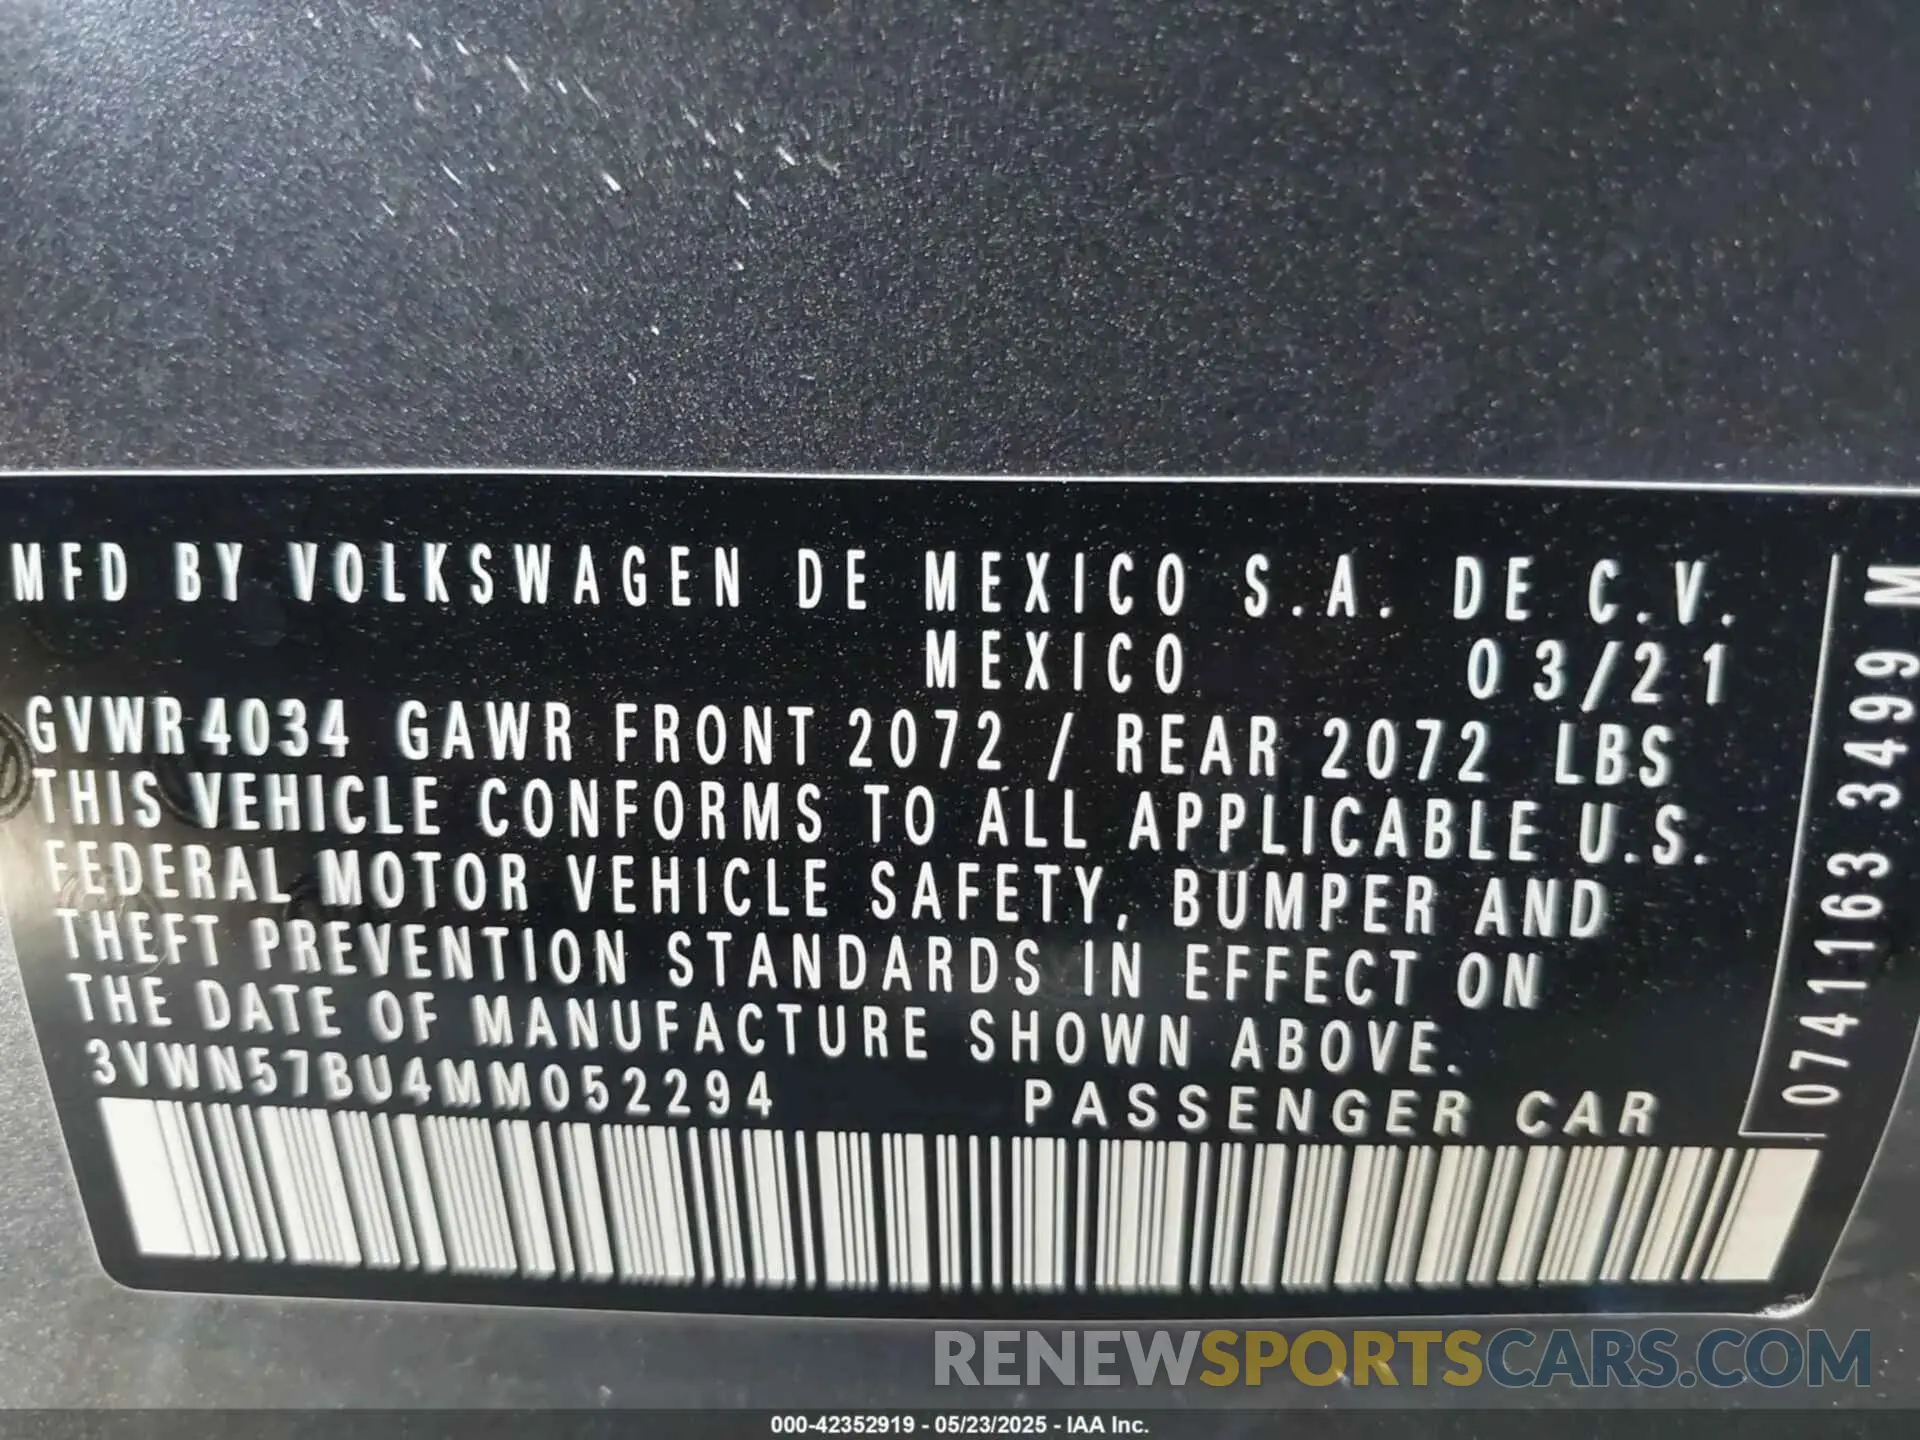 MFD BY VOLKSWAGEN DE MEXICO S.A. DE C.V.
MEXICO 03/21
GVWR 4034 GAWR FRONT 2072 / REAR 2072 LBS
THIS VEHICLE CONFORMS TO ALL APPLICABLE U.S.
FEDERAL MOTOR VEHICLE SAFETY, BUMPER AND
THEFT PREVENTION STANDARDS IN EFFECT ON
THE DATE OF MANUFACTURE SHOWN ABOVE.
3VWN57BU4MM052294 PASSENGER CAR
0741163 3499 M
RENEWSPORTSCARS.COM
000-42352919 - 05/23/2025 - IAA Inc.